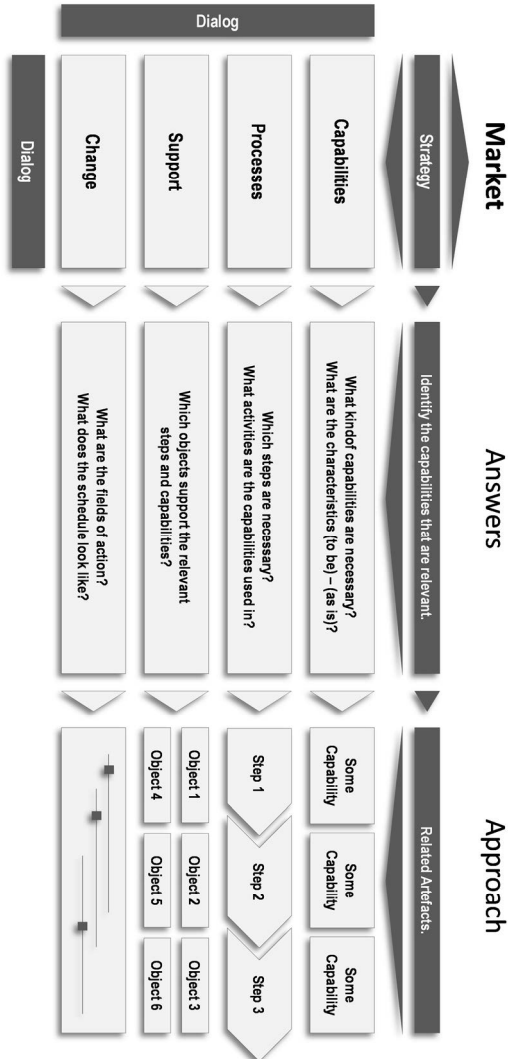 Market
Answers
Approach
Strategy
Identify the capabilities that are relevant.
Related Artefacts.
Dialog
Capabilities
What kindof capabilities are necessary?
What are the characteristics (to be) – (as is)?
Some
Capability
Some
Capability
Some
Capability
Processes
Which steps are necessary?
What activities are the capabilities used in?
Step 1
Step 2
Step 3
Support
Which objects support the relevant
steps and capabilities?
Object 1
Object 2
Object 3
Object 4
Object 5
Object 6
Change
What are the fields of action?
What does the schedule look like?
Dialog